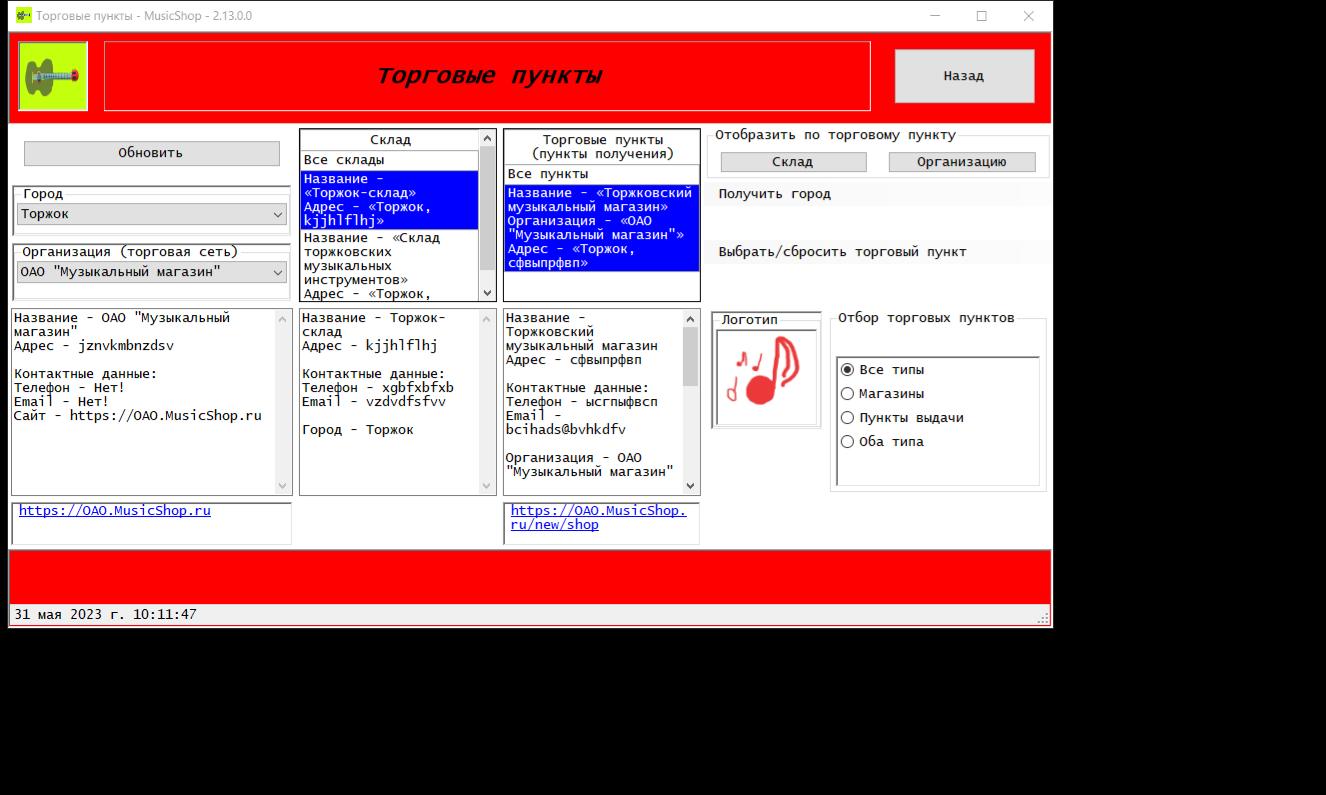 Торговые пункты - MusicShop - 2.13.0.0
Торговые пункты
Назад
Обновить
Город
Торжок
Организация (торговая сеть)
ОАО "Музыкальный магазин"
Склад
Все склады
Название -
«Торжок-склад»
Адрес - «Торжок,
kjjhlflhj»
Название - «Склад
торжовских
музыкальных
инструментов»
Адрес - «Торжок,
Торговые пункты
(пункты получения)
Все пункты
Название - «Торжковский
музыкальный магазин»
Организация - «ОАО
"Музыкальный магазин"»
Адрес - «Торжок,
сфвыпрфвп»
Отобразить по торговому пункту
Склад
Организацию
Получить город
Выбрать/сбросить торговый пункт
Название - ОАО "Музыкальный
магазин"
Адрес - jznvkmbnzdsv
Контактные данные:
Телефон - Нет!
Email - Нет!
Сайт - https://ОАО.MusicShop.ru
Название - Торжок-
склад
Адрес - kjjhlflhj
Контактные данные:
Телефон - xgbfxbfxb
Email - vzdvdfsfvv
Город - Торжок
Название -
Торжковский
музыкальный магазин
Адрес - сфвыпрфвп
Контактные данные:
Телефон - ысгпыфвсп
Email -
bcihads@bvhkdfv
Организация - ОАО
"Музыкальный магазин"
Логотип
Отбор торговых пунктов
Все типы
Магазины
Пункты выдачи
Оба типа
https://ОАО.MusicShop.ru
https://ОАО.MusicShop.
ru/new/shop
31 мая 2023 г. 10:11:47